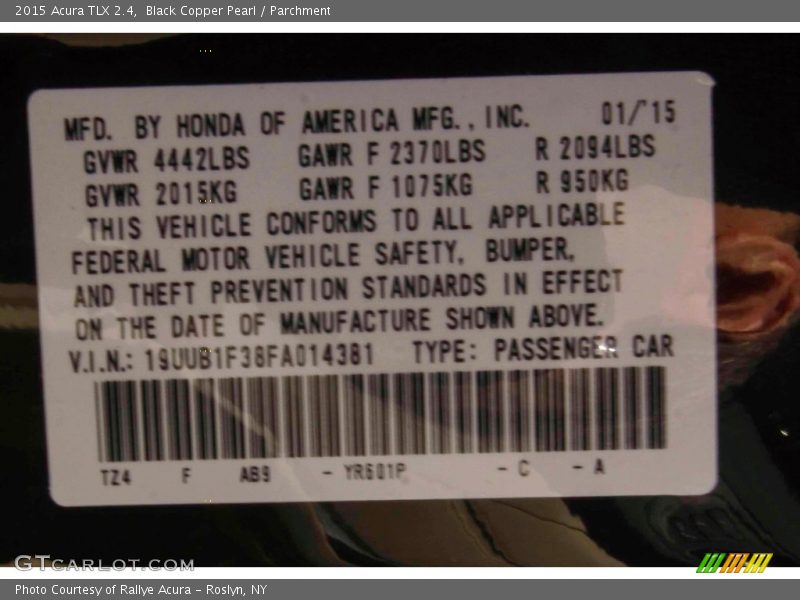 2015 Acura TLX 2.4, Black Copper Pearl / Parchment
MFD. BY HONDA OF AMERICA MFG., INC. 01/'15
GVWR 4442LBS GAWR F 2370LBS R 2094LBS
GVWR 2015KG GAWR F 1075KG R 950KG
THIS VEHICLE CONFORMS TO ALL APPLICABLE
FEDERAL MOTOR VEHICLE SAFETY, BUMPER,
AND THEFT PREVENTION STANDARDS IN EFFECT
ON THE DATE OF MANUFACTURE SHOWN ABOVE.
V.I.N.: 19UUB1F38FA014381 TYPE: PASSENGER CAR
TZ4 F AB9 - YR601P - C - A
GTCARLOT.COM
Photo Courtesy of Rallye Acura - Roslyn, NY